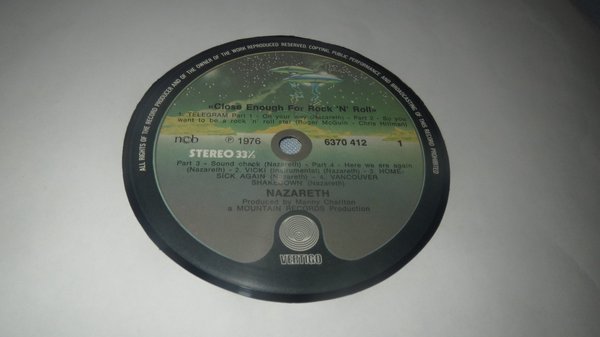 ALL RIGHTS OF THE RECORD PRODUCER AND OF THE OWNER OF THE WORK REPRODUCED RESERVED. COPYING, PUBLIC PERFORMANCE AND BROADCASTING OF THIS RECORD PROHIBITED
«Close Enough For Rock 'N' Roll»
1. TELEGRAM Part 1 - On your way (Nazareth) - Part 2 - So you
want to be a rock 'n' roll star (Roger McGuin - Chris Hillman)
ncb ℗ 1976 6370 412 1
STEREO 33⅓
Part 3 - Sound check (Nazareth) - Part 4 - Here we are again
(Nazareth) - 2. VICKI (Instrumental) (Nazareth) - 3. HOME-
SICK AGAIN (Nazareth) - 4. VANCOUVER
SHAKEDOWN (Nazareth)
NAZARETH
Produced by Manny Charlton
a MOUNTAIN RECORDS Production
VERTIGO